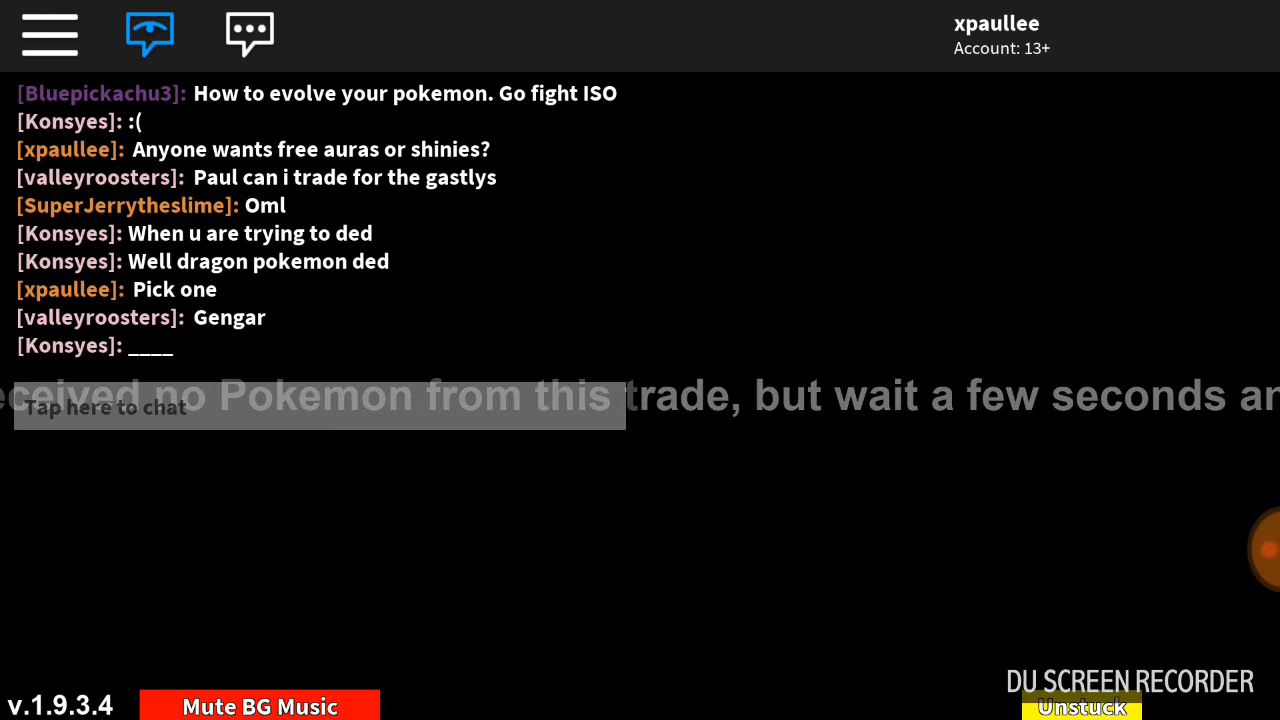 xpaullee
Account: 13+
[Bluepickachu3]: How to evolve your pokemon. Go fight ISO
[Konsyes]: :(
[xpaullee]: Anyone wants free auras or shinies?
[valleyroosters]: Paul can i trade for the gastlys
[SuperJerrytheslime]: Oml
[Konsyes]: When u are trying to ded
[Konsyes]: Well dragon pokemon ded
[xpaullee]: Pick one
[valleyroosters]: Gengar
[Konsyes]: ____
eceived no Pokemon from this trade, but wait a few seconds an
Tap here to chat
DU SCREEN RECORDER
v.1.9.3.4
Mute BG Music
Unstuck